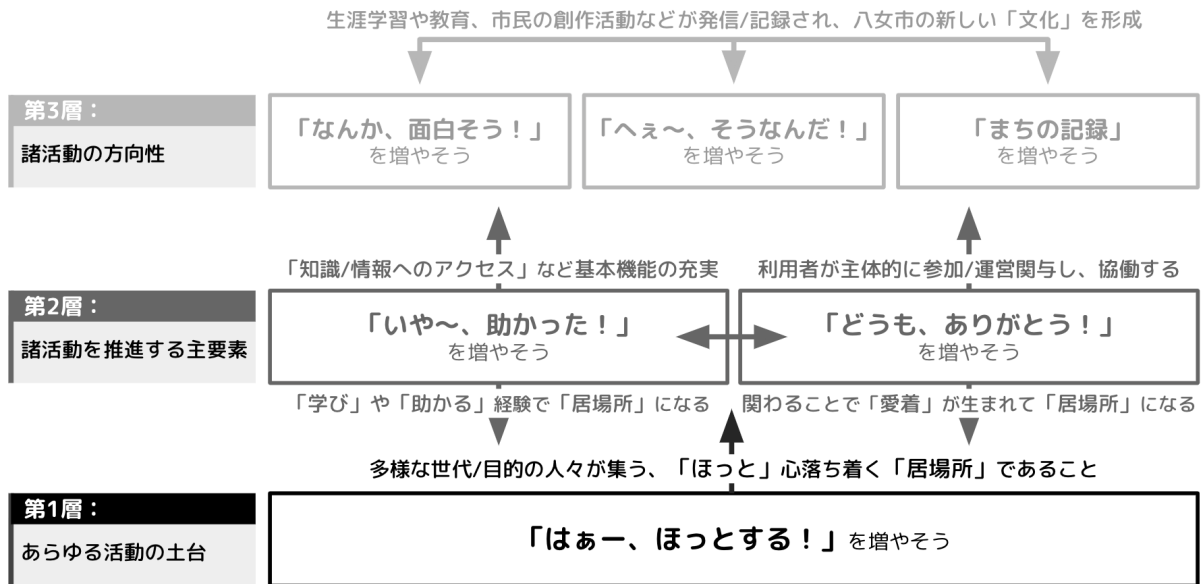 生涯学習や教育、市民の創作活動などが発信/記録され、八女市の新しい「文化」を形成
第3層：
諸活動の方向性
「なんか、面白そう！」
を増やそう
「へぇ〜、そうなんだ！」
を増やそう
「まちの記録」
を増やそう
「知識/情報へのアクセス」など基本機能の充実
利用者が主体的に参加/運営関与し、協働する
第2層：
諸活動を推進する主要素
「いや〜、助かった！」
を増やそう
「どうも、ありがとう！」
を増やそう
「学び」や「助かる」経験で「居場所」になる
関わることで「愛着」が生まれて「居場所」になる
多様な世代/目的の人々が集う、「ほっと」心落ち着く「居場所」であること
第1層：
あらゆる活動の土台
「はぁー、ほっとする！」を増やそう